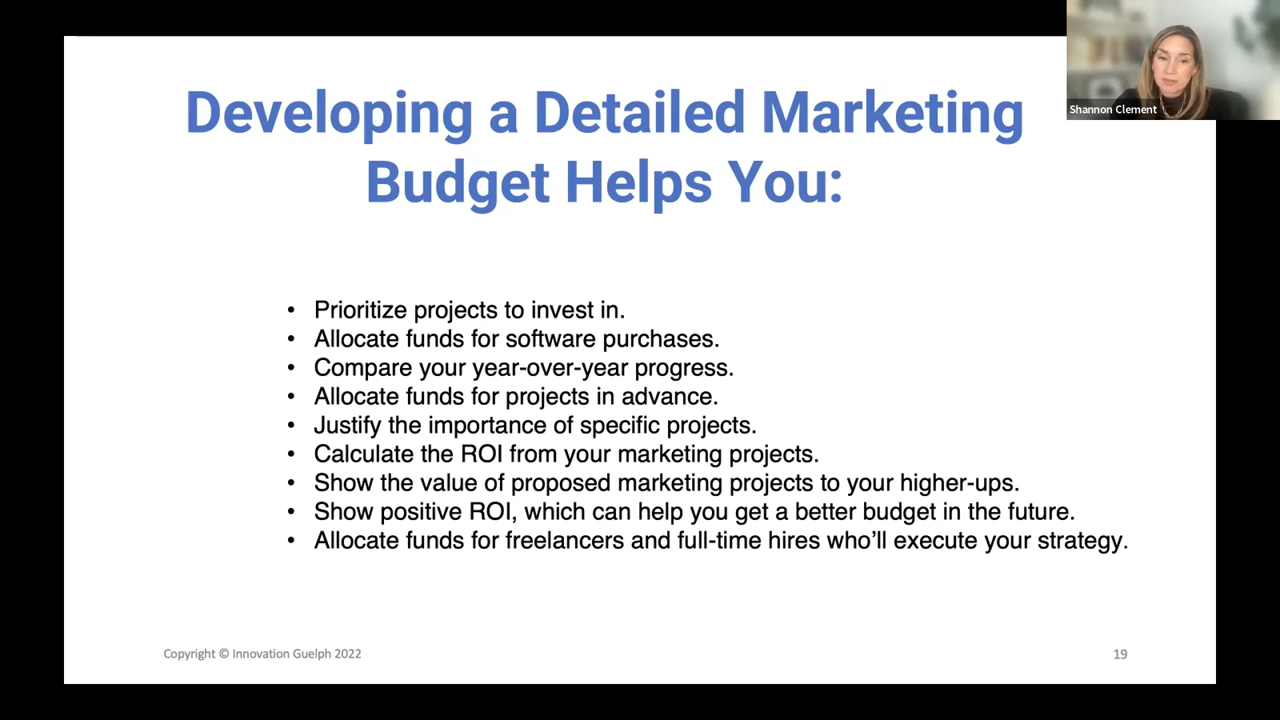 Shannon Clement
Developing a Detailed Marketing
Budget Helps You:
• Prioritize projects to invest in.
• Allocate funds for software purchases.
• Compare your year-over-year progress.
• Allocate funds for projects in advance.
• Justify the importance of specific projects.
• Calculate the ROI from your marketing projects.
• Show the value of proposed marketing projects to your higher-ups.
• Show positive ROI, which can help you get a better budget in the future.
• Allocate funds for freelancers and full-time hires who’ll execute your strategy.
Copyright © Innovation Guelph 2022
19